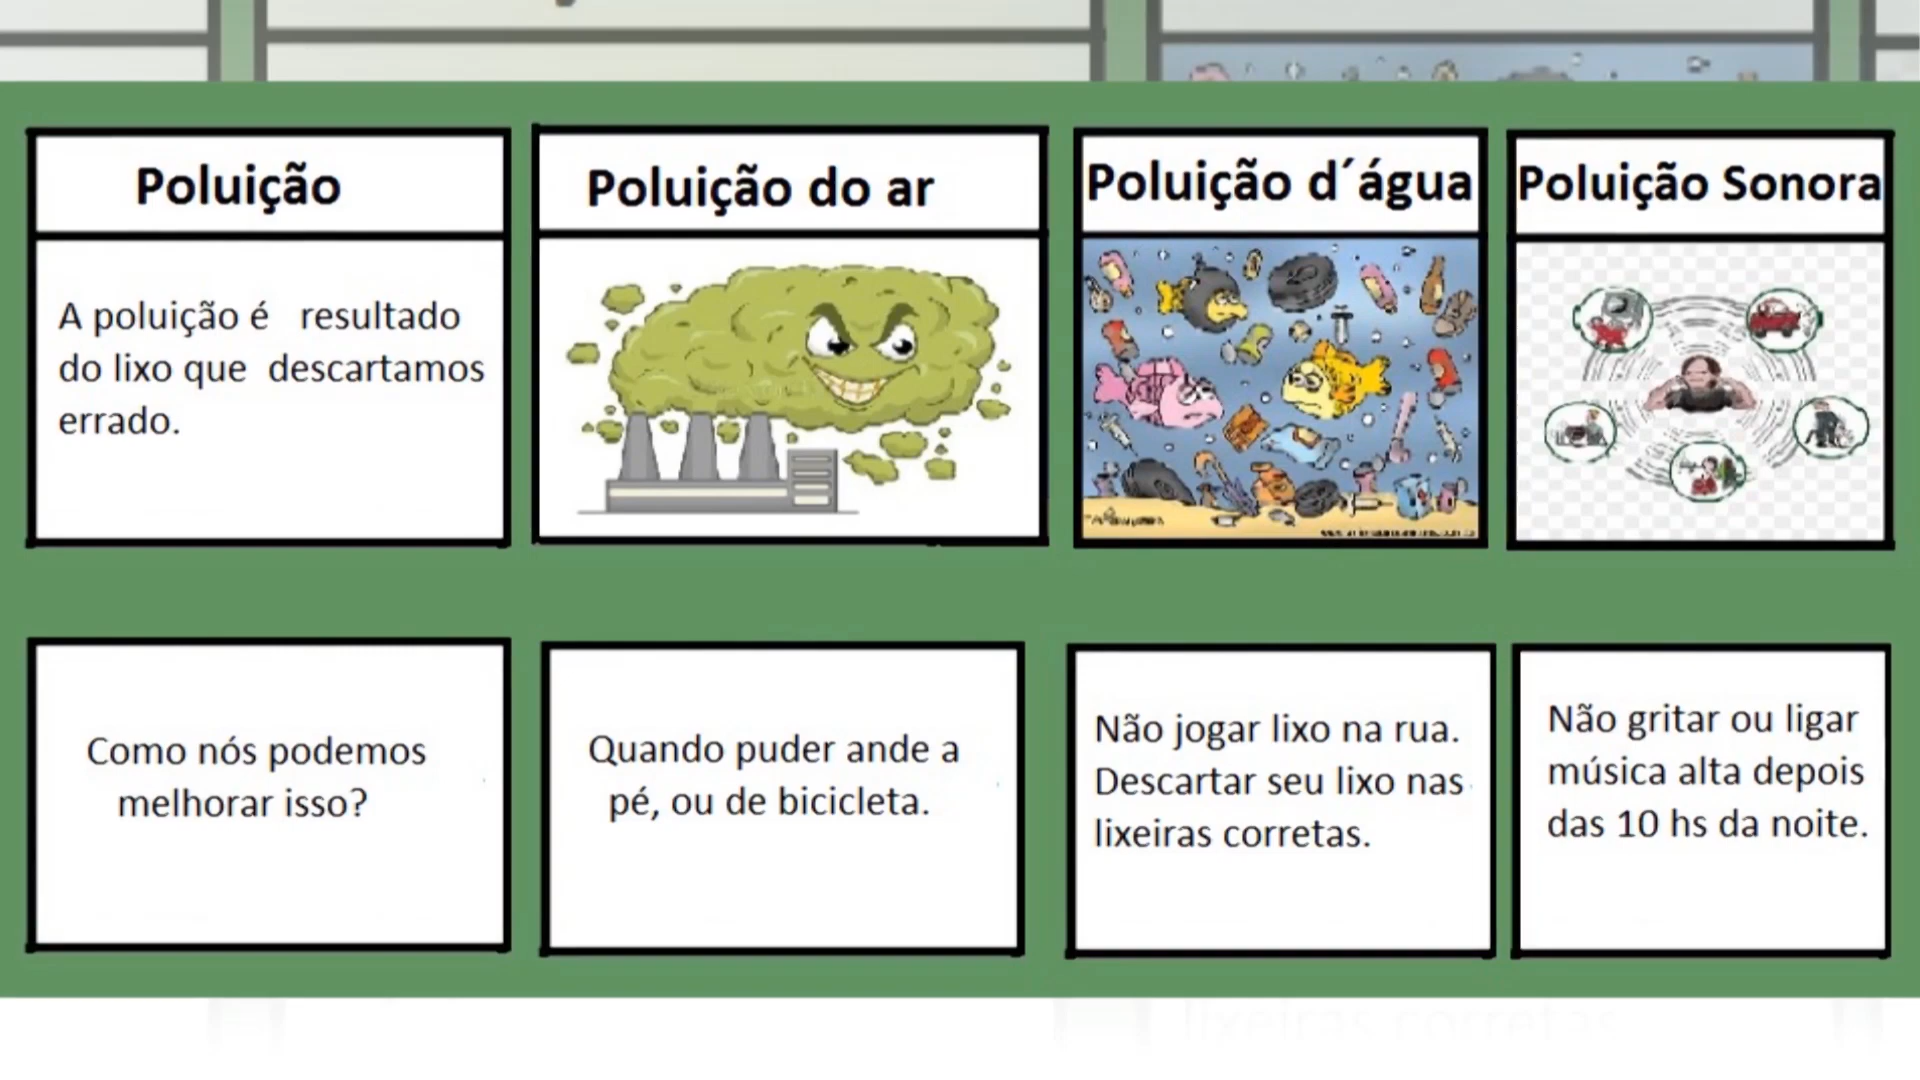 Poluição
A poluição é resultado
do lixo que descartamos
errado.
Poluição do ar
Poluição d´água
Poluição Sonora
Como nós podemos
melhorar isso?
Quando puder ande a
pé, ou de bicicleta.
Não jogar lixo na rua.
Descartar seu lixo nas
lixeiras corretas.
Não gritar ou ligar
música alta depois
das 10 hs da noite.
lixeiras corretas